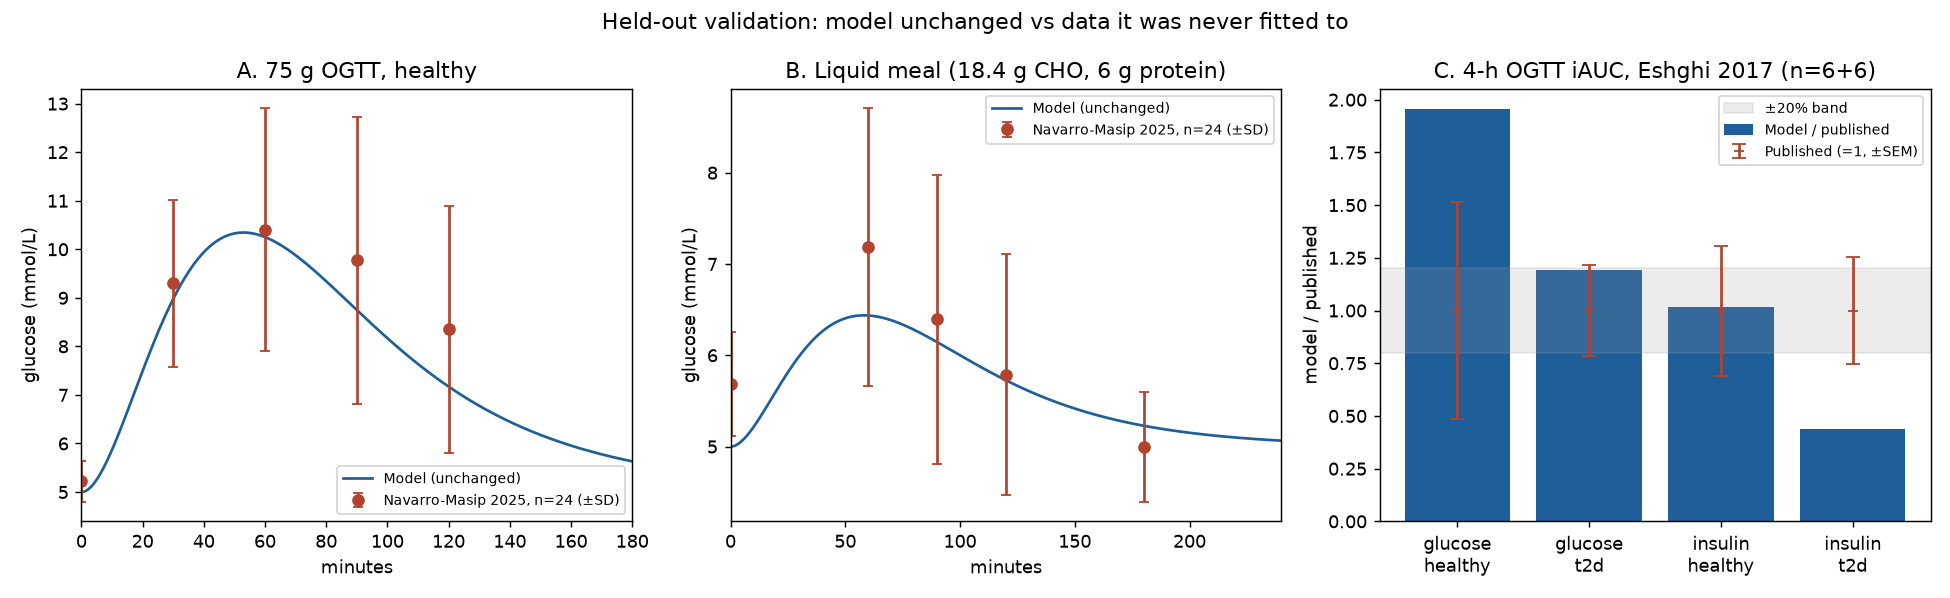 Held-out validation: model unchanged vs data it was never fitted to
A. 75 g OGTT, healthy
glucose (mmol/L)
13
12
11
10
9
8
7
6
5
0 20 40 60 80 100 120 140 160 180
minutes
Model (unchanged)
Navarro-Masip 2025, n=24 (±SD)
B. Liquid meal (18.4 g CHO, 6 g protein)
glucose (mmol/L)
8
7
6
5
0 50 100 150 200
minutes
Model (unchanged)
Navarro-Masip 2025, n=24 (±SD)
C. 4-h OGTT iAUC, Eshghi 2017 (n=6+6)
model / published
2.00
1.75
1.50
1.25
1.00
0.75
0.50
0.25
0.00
±20% band
Model / published
Published (=1, ±SEM)
glucose healthy
glucose t2d
insulin healthy
insulin t2d